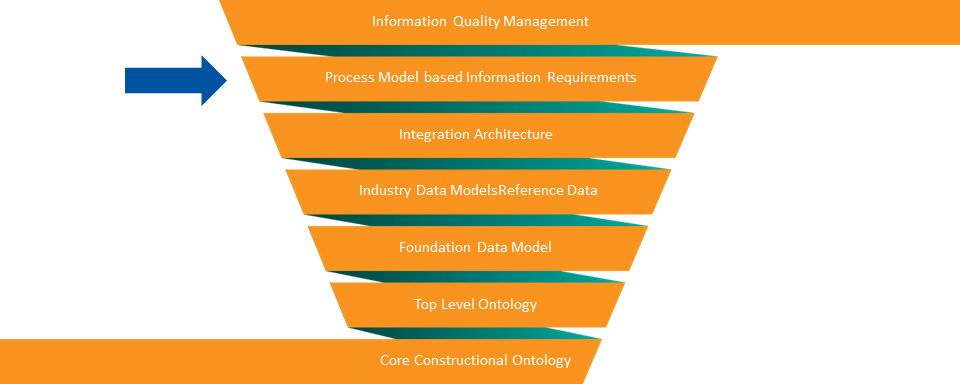 Information Quality Management
Process Model based Information Requirements
Integration Architecture
Industry Data ModelsReference Data
Foundation Data Model
Top Level Ontology
Core Constructional Ontology